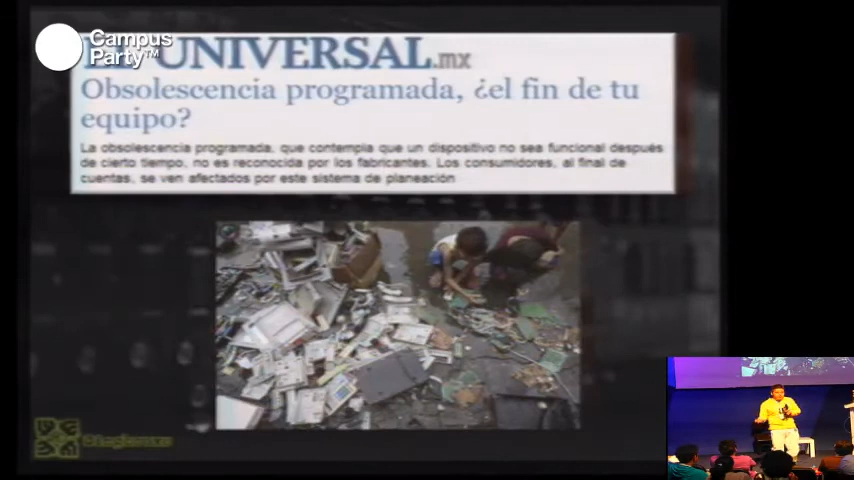 Campus
Party™
EL UNIVERSAL.mx
Obsolescencia programada, ¿el fin de tu
equipo?
La obsolescencia programada, que contempla que un dispositivo no sea funcional después
de cierto tiempo, no es reconocida por los fabricantes. Los consumidores, al final de
cuentas, se ven afectados por este sistema de planeación